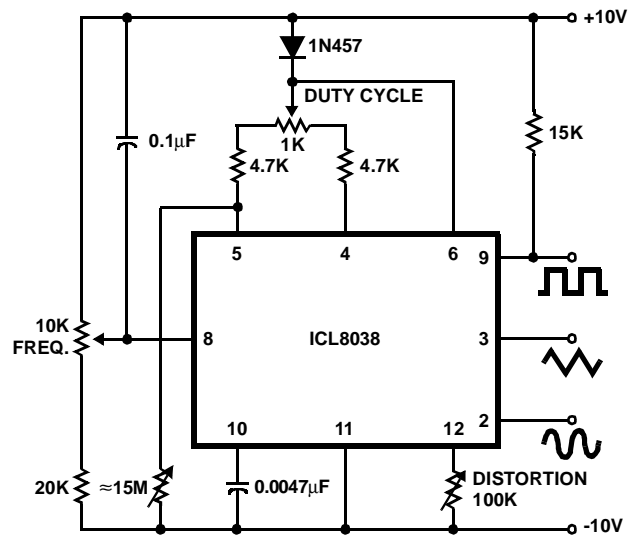 +10V
1N457
DUTY CYCLE
0.1µF
1K
15K
4.7K
4.7K
5
4
6
9
10K
FREQ.
8
ICL8038
3
2
10
11
12
20K
≈15M
0.0047µF
DISTORTION
100K
-10V